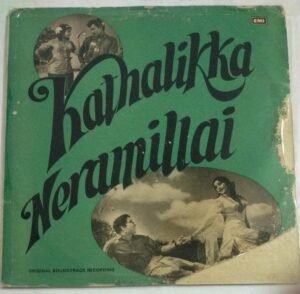 EMI
Kathalikka
Neramillai
ORIGINAL SOUNDTRACK RECORDING